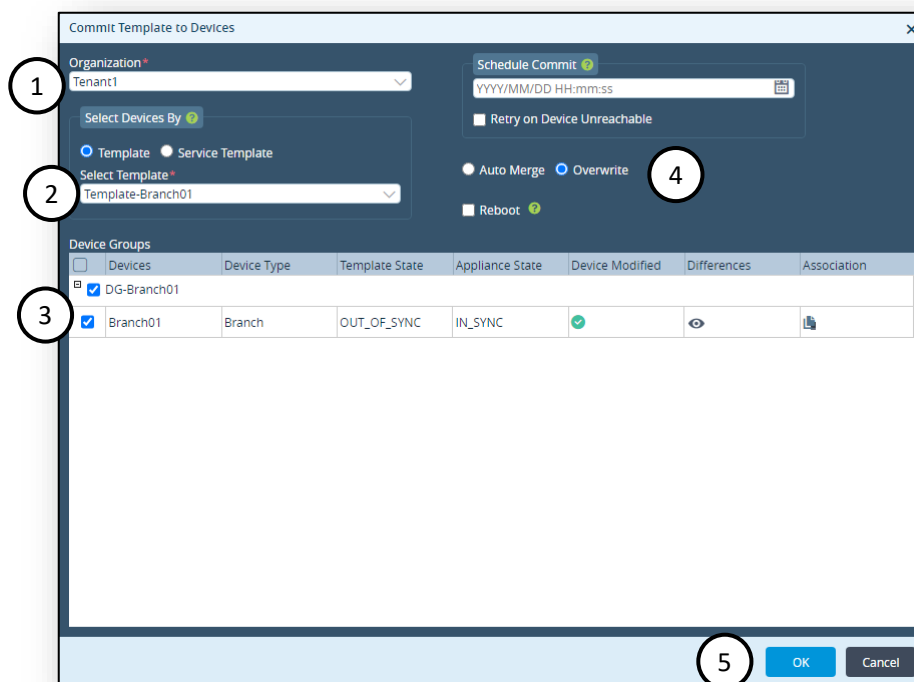 Commit Template to Devices
Organization*
1
Tenant1
Select Devices By
Template Service Template
Select Template*
2
Template-Branch01
Schedule Commit
YYYY/MM/DD HH:mm:ss
Retry on Device Unreachable
Auto Merge Overwrite
4
Reboot
Device Groups
Devices Device Type Template State Appliance State Device Modified Differences Association
DG-Branch01
3
Branch01 Branch OUT_OF_SYNC IN_SYNC
5
OK Cancel